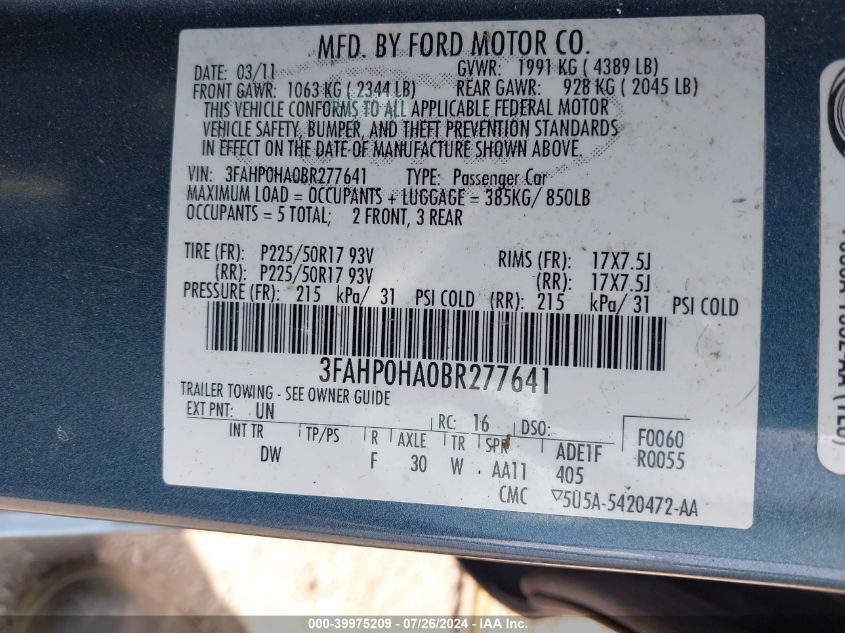 MFD. BY FORD MOTOR CO.
DATE: 03/11 GVWR: 1991 KG ( 4389 LB)
FRONT GAWR: 1063 KG ( 2344 LB) REAR GAWR: 928 KG ( 2045 LB)
THIS VEHICLE CONFORMS TO ALL APPLICABLE FEDERAL MOTOR
VEHICLE SAFETY, BUMPER, AND THEFT PREVENTION STANDARDS
IN EFFECT ON THE DATE OF MANUFACTURE SHOWN ABOVE.
VIN: 3FAHP0HA0BR277641 TYPE: Passenger Car
MAXIMUM LOAD = OCCUPANTS + LUGGAGE = 385KG/ 850LB
OCCUPANTS = 5 TOTAL; 2 FRONT, 3 REAR
TIRE (FR): P225/50R17 93V RIMS (FR): 17X7.5J
(RR): P225/50R17 93V (RR): 17X7.5J
PRESSURE (FR): 215 kPa/ 31 PSI COLD (RR): 215 kPa/ 31 PSI COLD
3FAHP0HA0BR277641
TRAILER TOWING - SEE OWNER GUIDE
EXT PNT: UN RC: 16 DSO: F0060
INT TR TP/PS R AXLE TR SPR ADE1F R0055
DW F 30 W AA11 405
CMC ▽5U5A-5420472-AA
000-39975209 - 07/26/2024 - IAAI.COM